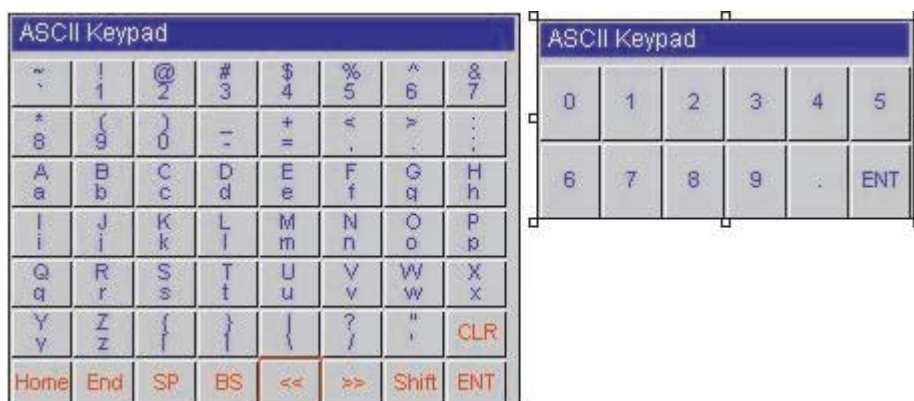 ASCII Keypad
~ ! @ # $ % ^ &
` 1 2 3 4 5 6 7
* ( ) _ + < > :
8 9 0 - = , . ;
A B C D E F G H
a b c d e f g h
I J K L M N O P
i j k l m n o p
Q R S T U V W X
q r s t u v w x
Y Z { } | ? " CLR
y z [ ] \ / '
Home End SP BS << >> Shift ENT
ASCII Keypad
0 1 2 3 4 5
6 7 8 9 . ENT